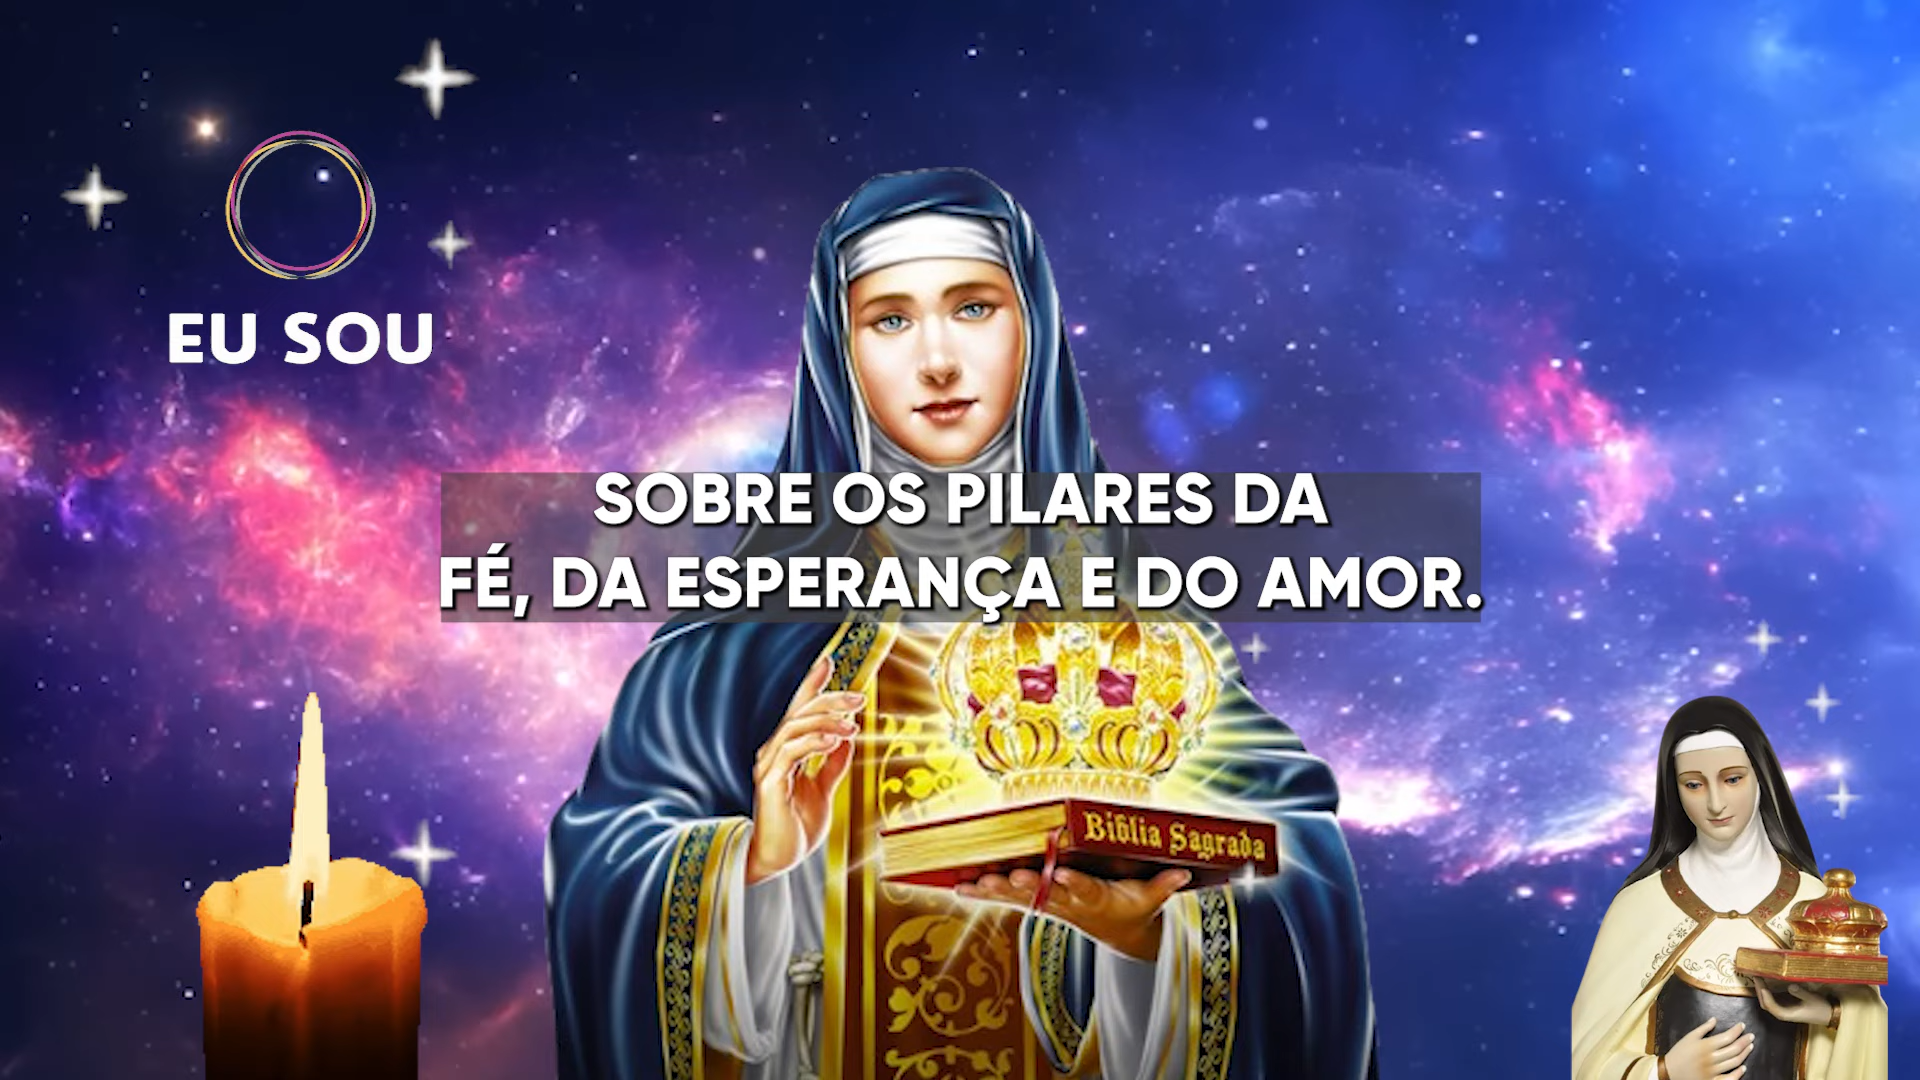 EU SOU
SOBRE OS PILARES DA
FÉ, DA ESPERANÇA E DO AMOR.
Bíblia Sagrada